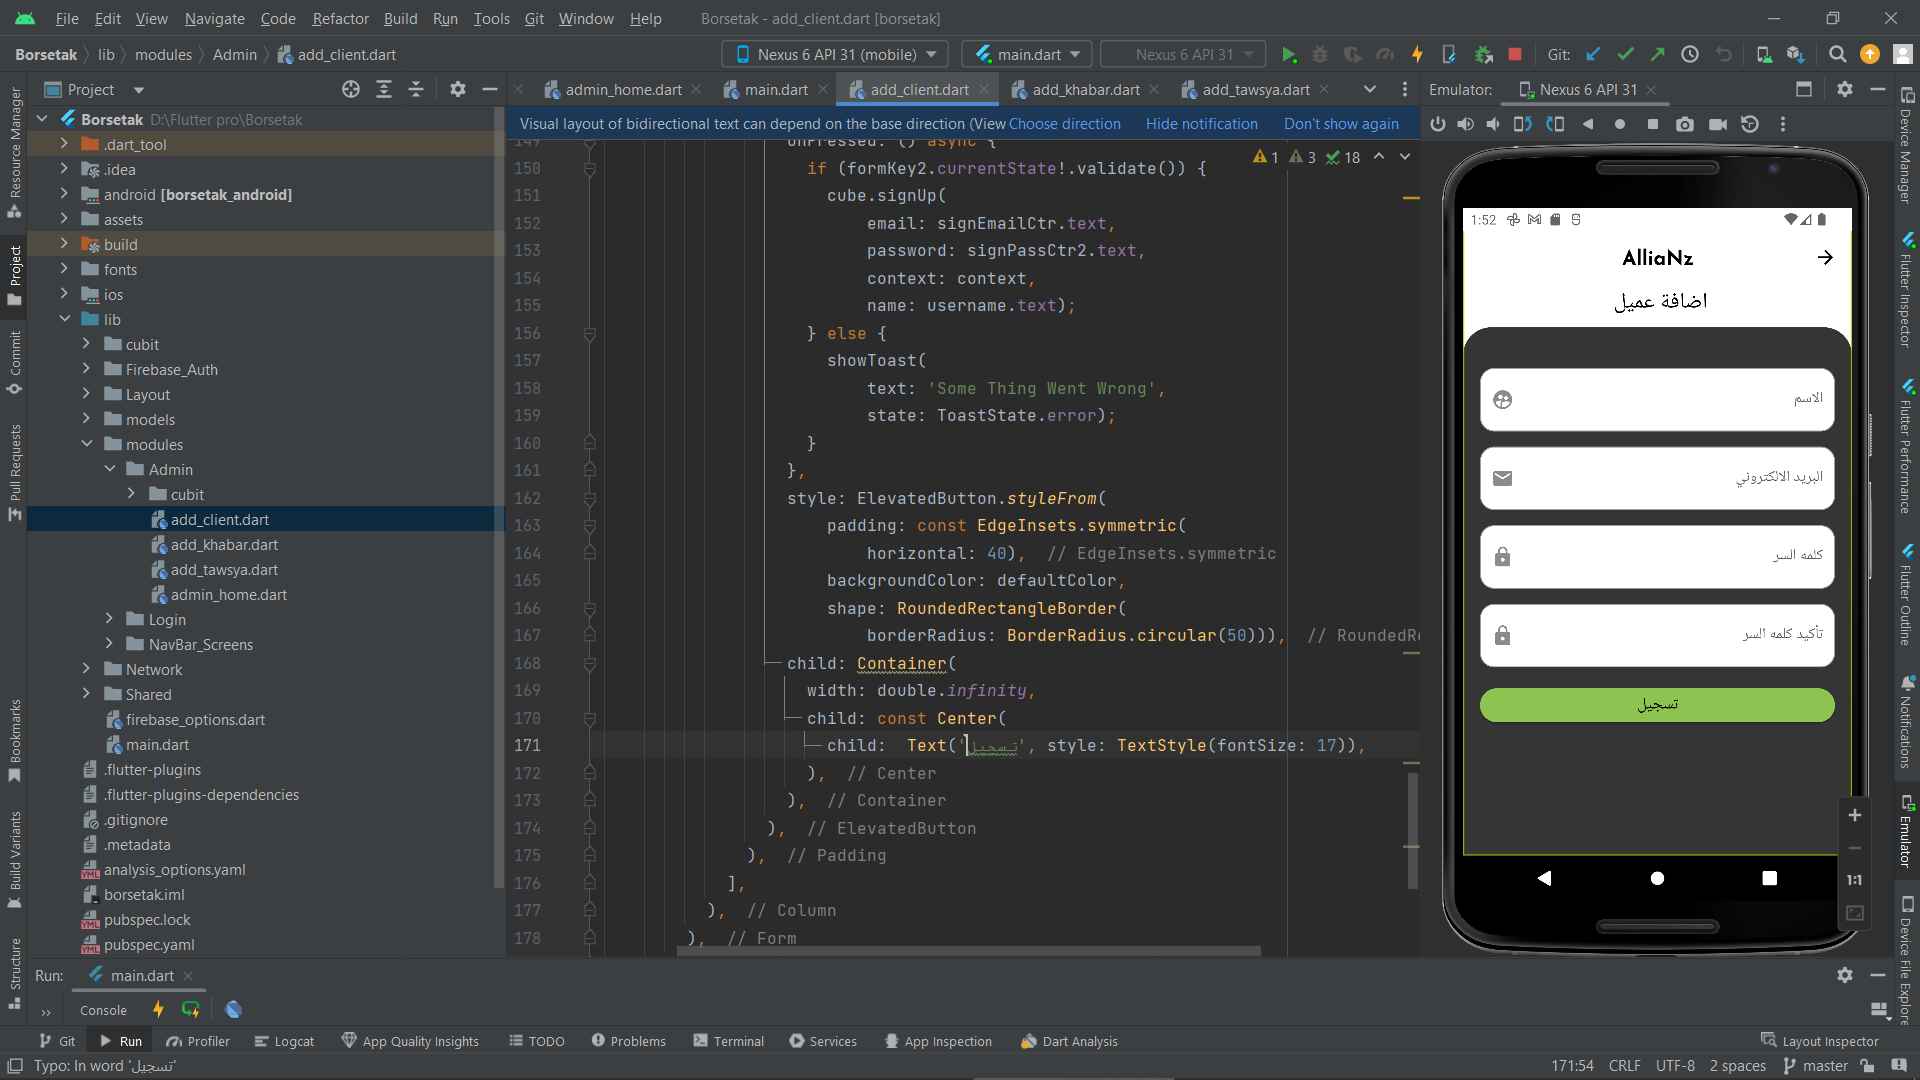 File Edit View Navigate Code Refactor Build Run Tools Git Window Help Borsetak - add_client.dart [borsetak]
Borsetak lib modules Admin add_client.dart Nexus 6 API 31 (mobile) main.dart Nexus 6 API 31 Git:
Project admin_home.dart main.dart add_client.dart add_khabar.dart add_tawsya.dart Emulator: Nexus 6 API 31
Visual layout of bidirectional text can depend on the base direction (View Choose direction Hide notification Don't show again
Resource Manager
Project
Commit
Pull Requests
Bookmarks
Build Variants
Structure
Borsetak D:\Flutter pro\Borsetak
.dart_tool
.idea
android [borsetak_android]
assets
build
fonts
ios
lib
cubit
Firebase_Auth
Layout
models
modules
Admin
cubit
add_client.dart
add_khabar.dart
add_tawsya.dart
admin_home.dart
Login
NavBar_Screens
Network
Shared
firebase_options.dart
main.dart
.flutter-plugins
.flutter-plugins-dependencies
.gitignore
.metadata
analysis_options.yaml
borsetak.iml
pubspec.lock
pubspec.yaml
1 3 18
149 onPressed: () async {
150 if (formKey2.currentState!.validate()) {
151 cube.signUp(
152 email: signEmailCtr.text,
153 password: signPassCtr2.text,
154 context: context,
155 name: username.text);
156 } else {
157 showToast(
158 text: 'Some Thing Went Wrong',
159 state: ToastState.error);
160 }
161 },
162 style: ElevatedButton.styleFrom(
163 padding: const EdgeInsets.symmetric(
164 horizontal: 40), // EdgeInsets.symmetric
165 backgroundColor: defaultColor,
166 shape: RoundedRectangleBorder(
167 borderRadius: BorderRadius.circular(50))), // RoundedRe
168 child: Container(
169 width: double.infinity,
170 child: const Center(
171 child: Text('تسجيل', style: TextStyle(fontSize: 17)),
172 ), // Center
173 ), // Container
174 ), // ElevatedButton
175 ), // Padding
176 ],
177 ), // Column
178 ), // Form
1:52
AlliaNz
اضافة عميل
الاسم
البريد الالكتروني
كلمه السر
تأكيد كلمه السر
تسجيل
1:1
Device Manager
Flutter Inspector
Flutter Performance
Flutter Outline
Notifications
Emulator
Device File Explorer
Run: main.dart
Console
Git Run Profiler Logcat App Quality Insights TODO Problems Terminal Services App Inspection Dart Analysis Layout Inspector
Typo: In word 'تسجيل' 171:54 CRLF UTF-8 2 spaces master